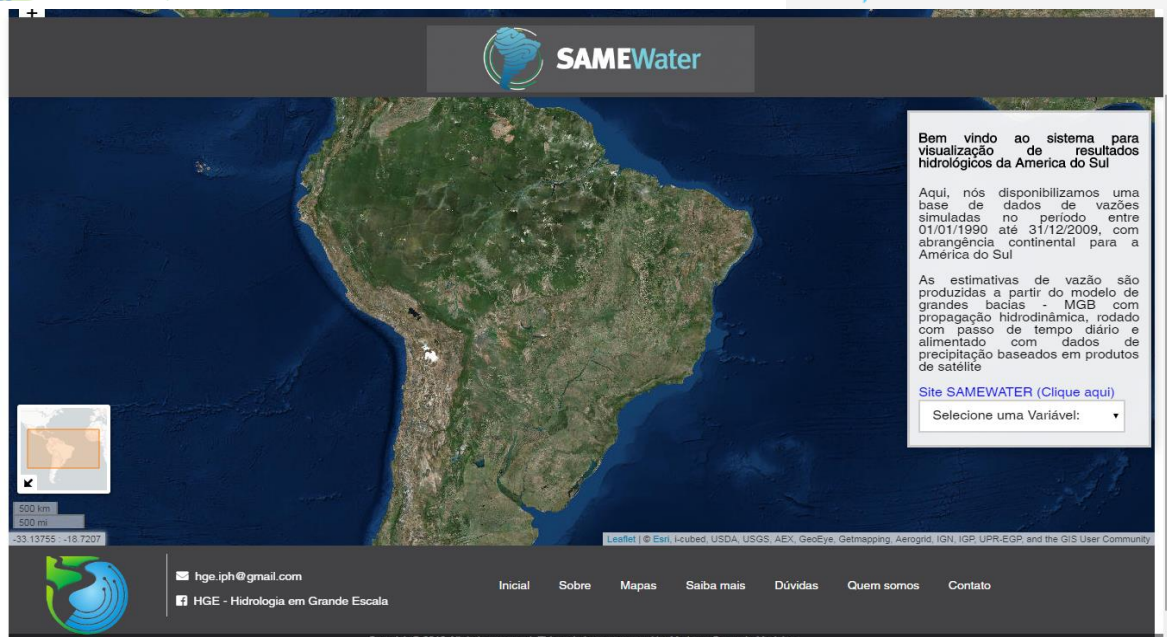 +
SAMEWater
Bem vindo ao sistema para
visualização de resultados
hidrológicos da America do Sul
Aqui, nós disponibilizamos uma
base de dados de vazões
simuladas no período entre
01/01/1990 até 31/12/2009, com
abrangência continental para a
América do Sul
As estimativas de vazão são
produzidas a partir do modelo de
grandes bacias - MGB com
propagação hidrodinâmica, rodado
com passo de tempo diário e
alimentado com dados de
precipitação baseados em produtos
de satélite
Site SAMEWATER (Clique aqui)
Selecione uma Variável:
500 km
500 mi
-33.13755 : -18.7207
Leaflet | © Esri, i-cubed, USDA, USGS, AEX, GeoEye, Getmapping, Aerogrid, IGN, IGP, UPR-EGP, and the GIS User Community
hge.iph@gmail.com
HGE - Hidrologia em Grande Escala
Inicial Sobre Mapas Saiba mais Dúvidas Quem somos Contato